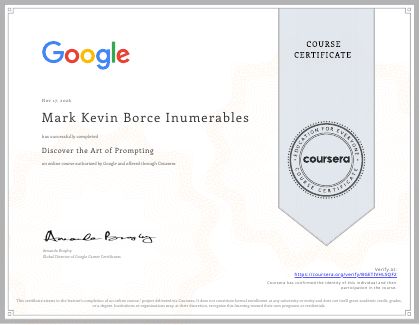 Google
COURSE
CERTIFICATE
Nov 17, 2026
Mark Kevin Borce Inumerables
has successfully completed
Discover the Art of Prompting
an online course authorized by Google and offered through Coursera
EDUCATION FOR EVERYONE
coursera
COURSE CERTIFICATE
Amanda Brophy
Global Director of Google Career Certificates
Verify at:
Coursera has confirmed the identity of this individual and their
participation in the course.